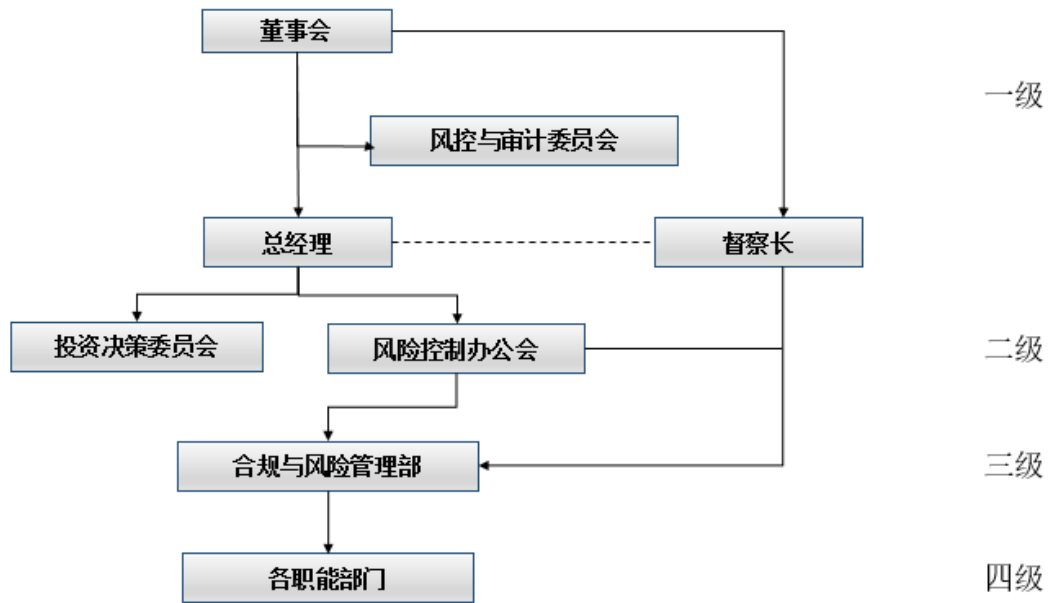 董事会
一级
风控与审计委员会
总经理
督察长
投资决策委员会
风险控制办公会
二级
合规与风险管理部
三级
各职能部门
四级